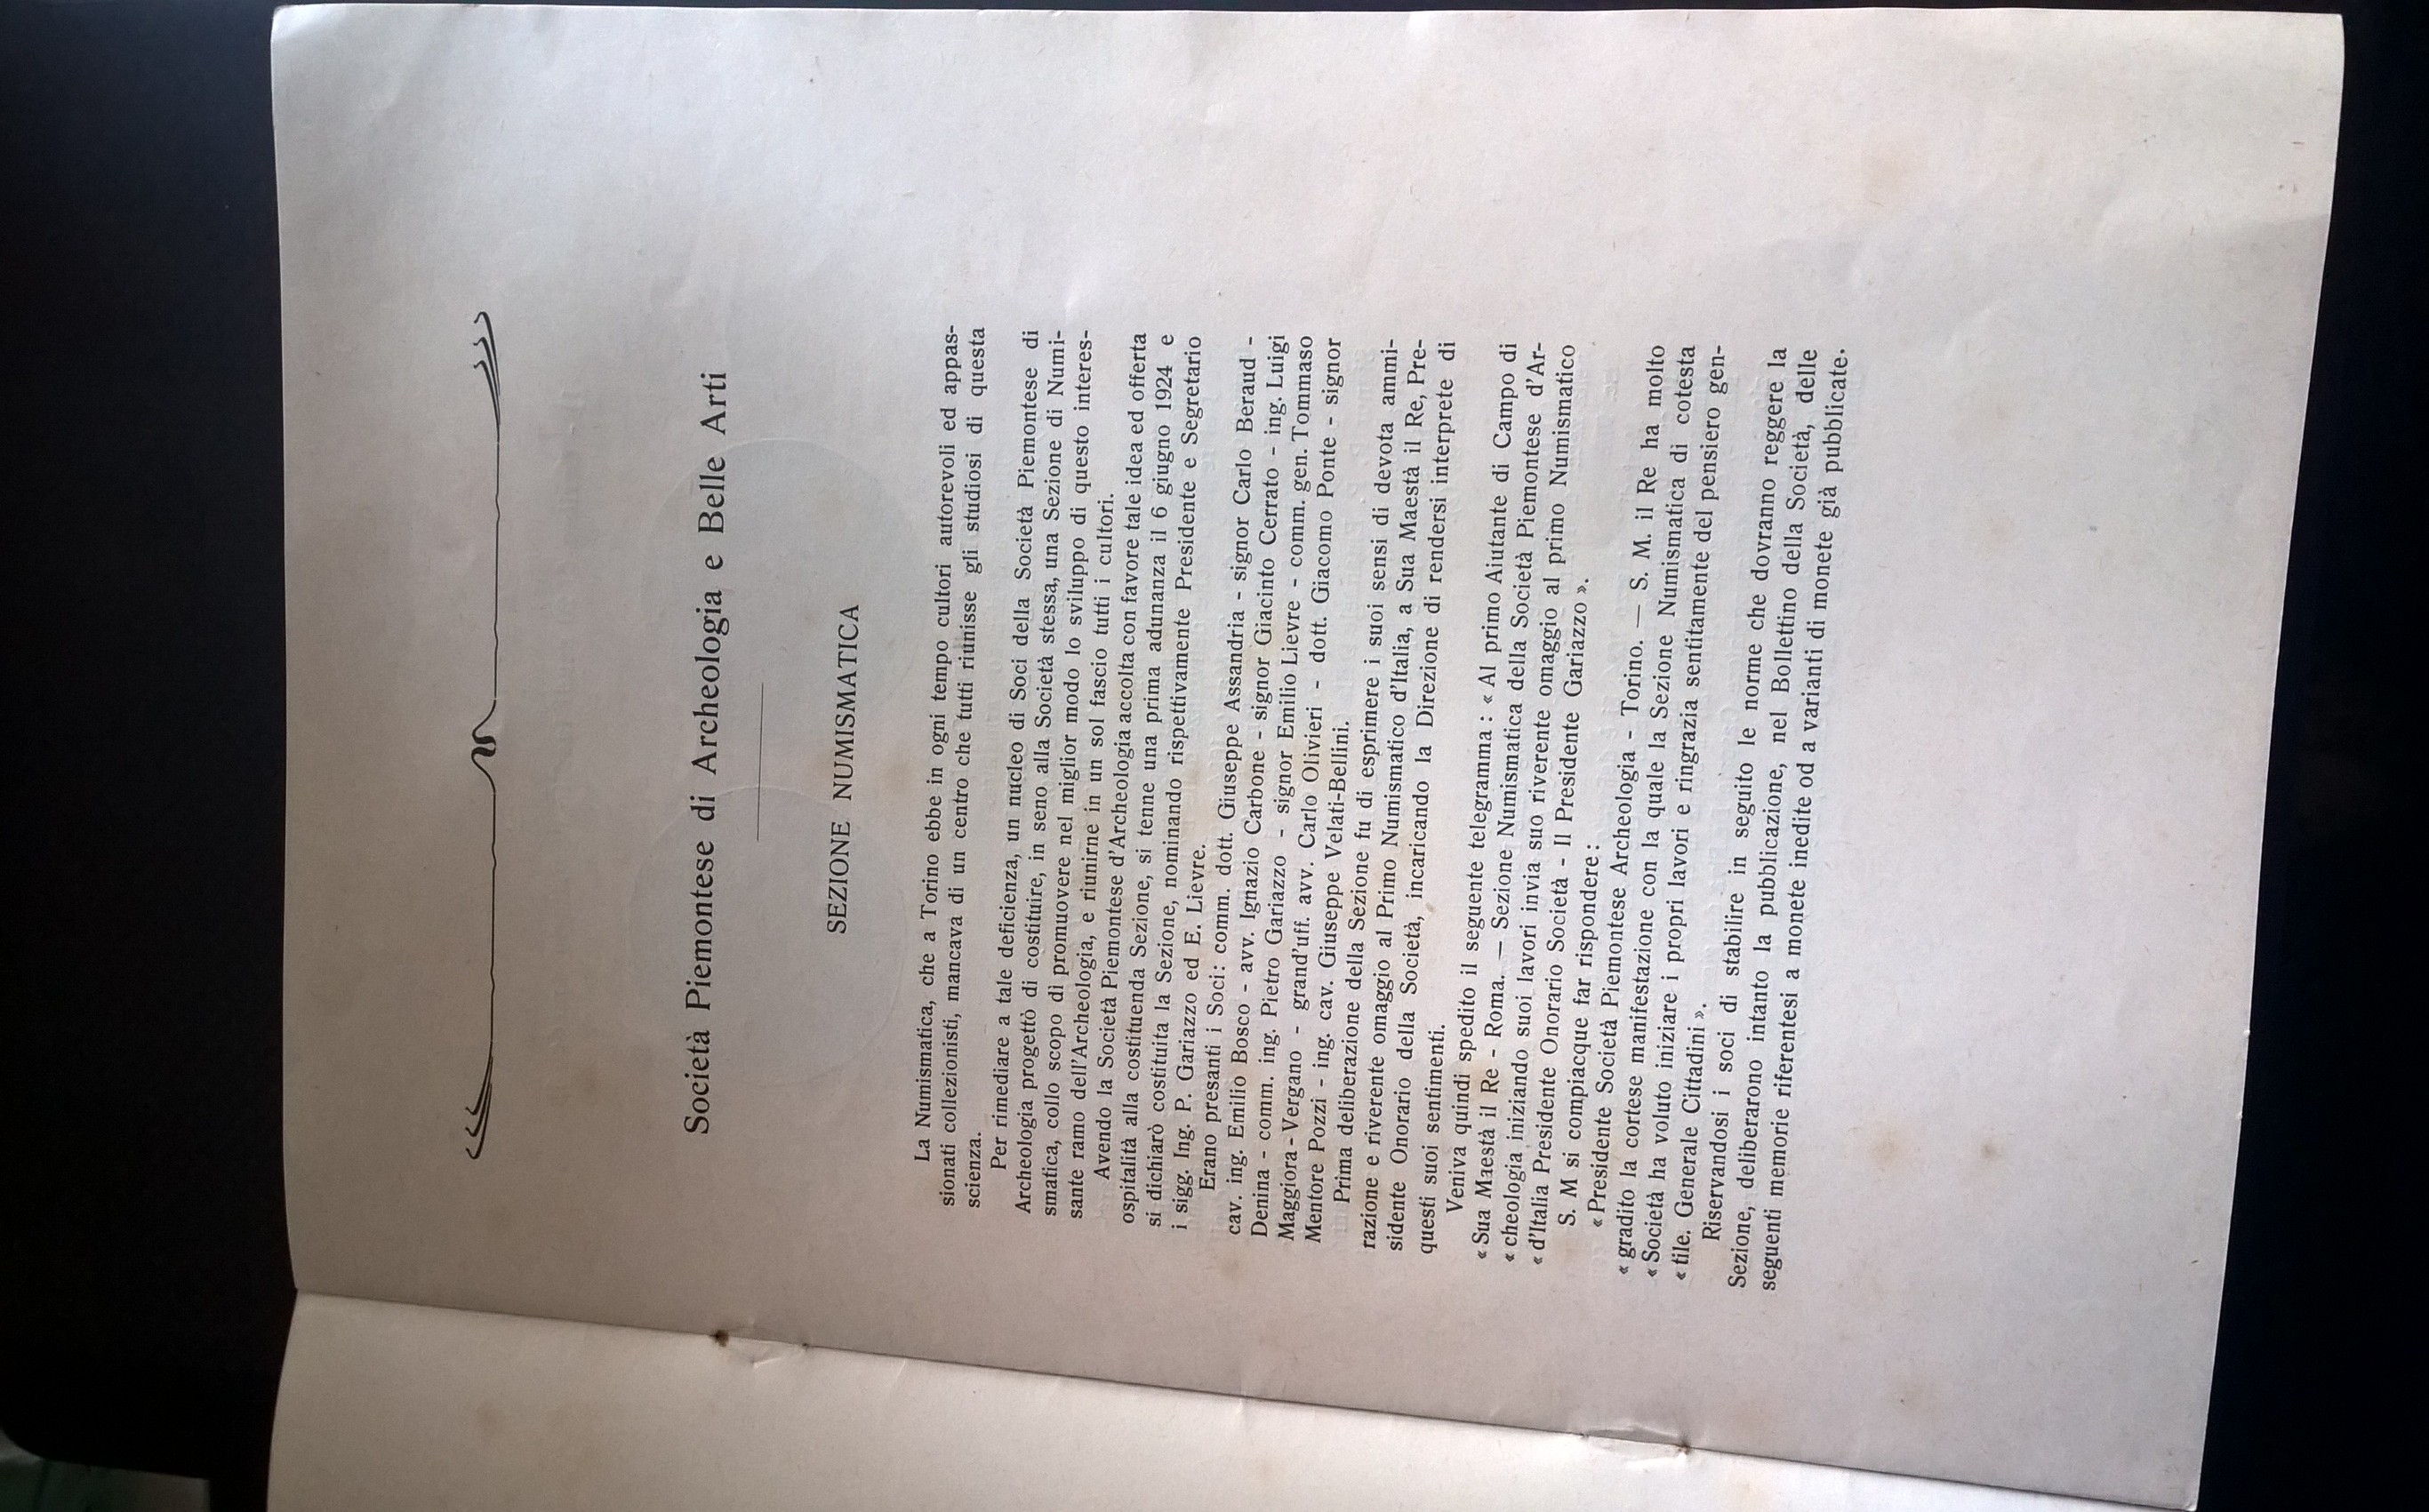 Società Piemontese di Archeologia e Belle Arti
SEZIONE NUMISMATICA
La Numismatica, che a Torino ebbe in ogni tempo cultori autorevoli ed appas-
sionati collezionisti, mancava di un centro che tutti riunisse gli studiosi di questa
scienza.
Per rimediare a tale deficienza, un nucleo di Soci della Società Piemontese di
Archeologia progettò di costituire, in seno alla Società stessa, una Sezione di Numi-
smatica, collo scopo di promuovere nel miglior modo lo sviluppo di questo interes-
sante ramo dell'Archeologia, e riunirne in un sol fascio tutti i cultori.
Avendo la Società Piemontese d'Archeologia accolta con favore tale idea ed offerta
ospitalità alla costituenda Sezione, si tenne una prima adunanza il 6 giugno 1924 e
si dichiarò costituita la Sezione, nominando rispettivamente Presidente e Segretario
i sigg. Ing. P. Gariazzo ed E. Lievre.
Erano presanti i Soci: comm. dott. Giuseppe Assandria - signor Carlo Beraud -
cav. ing. Emilio Bosco - avv. Ignazio Carbone - signor Giacinto Cerrato - ing. Luigi
Denina - comm. ing. Pietro Gariazzo - signor Emilio Lievre - comm. gen. Tommaso
Maggiora-Vergano - grand'uff. avv. Carlo Olivieri - dott. Giacomo Ponte - signor
Mentore Pozzi - ing. cav. Giuseppe Velati-Bellini.
Prima deliberazione della Sezione fu di esprimere i suoi sensi di devota ammi-
razione e riverente omaggio al Primo Numismatico d'Italia, a Sua Maestà il Re, Pre-
sidente Onorario della Società, incaricando la Direzione di rendersi interprete di
questi suoi sentimenti.
Veniva quindi spedito il seguente telegramma : « Al primo Aiutante di Campo di
« Sua Maestà il Re - Roma. — Sezione Numismatica della Società Piemontese d'Ar-
« cheologia iniziando suoi lavori invia suo riverente omaggio al primo Numismatico
« d'Italia Presidente Onorario Società - Il Presidente Gariazzo ».
S. M si compiacque far rispondere:
« Presidente Società Piemontese Archeologia - Torino. — S. M. il Re ha molto
« gradito la cortese manifestazione con la quale la Sezione Numismatica di cotesta
« Società ha voluto iniziare i propri lavori e ringrazia sentitamente del pensiero gen-
« tile. Generale Cittadini ».
Riservandosi i soci di stabilire in seguito le norme che dovranno reggere la
Sezione, deliberarono intanto la pubblicazione, nel Bollettino della Società, delle
seguenti memorie riferentesi a monete inedite od a varianti di monete già pubblicate.